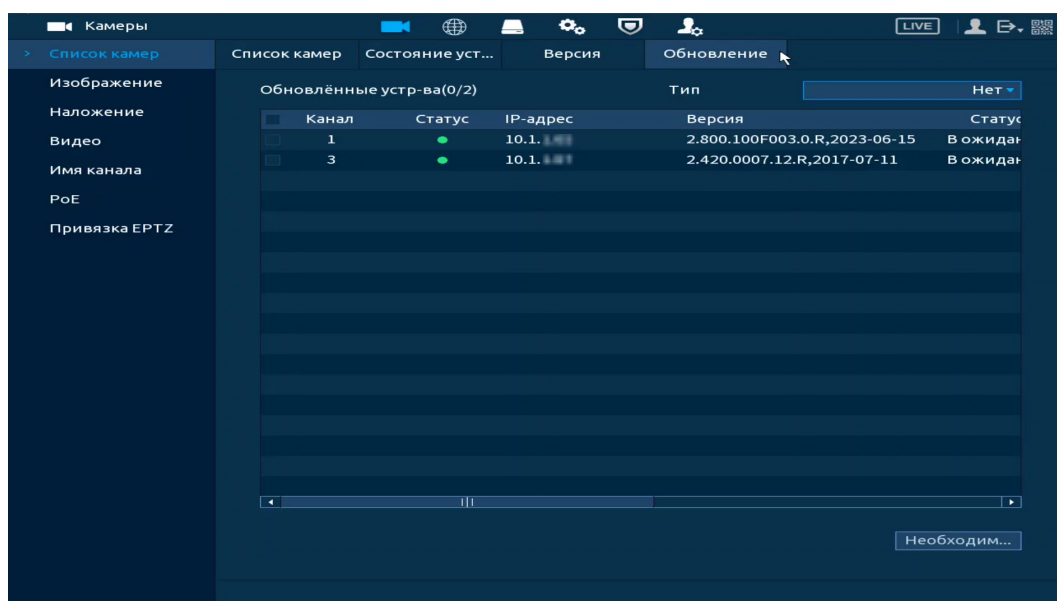 Камеры LIVE
Список камер Список камер Состояние уст... Версия Обновление
Изображение
Обновлённые устр-ва(0/2) Тип Нет
Наложение
Канал Статус IP-адрес Версия Статус
Видео
1 10.1. 2.800.100F003.0.R,2023-06-15 В ожидан
3 10.1. 2.420.0007.12.R,2017-07-11 В ожидан
Имя канала
PoE
Привязка EPTZ
Необходим...